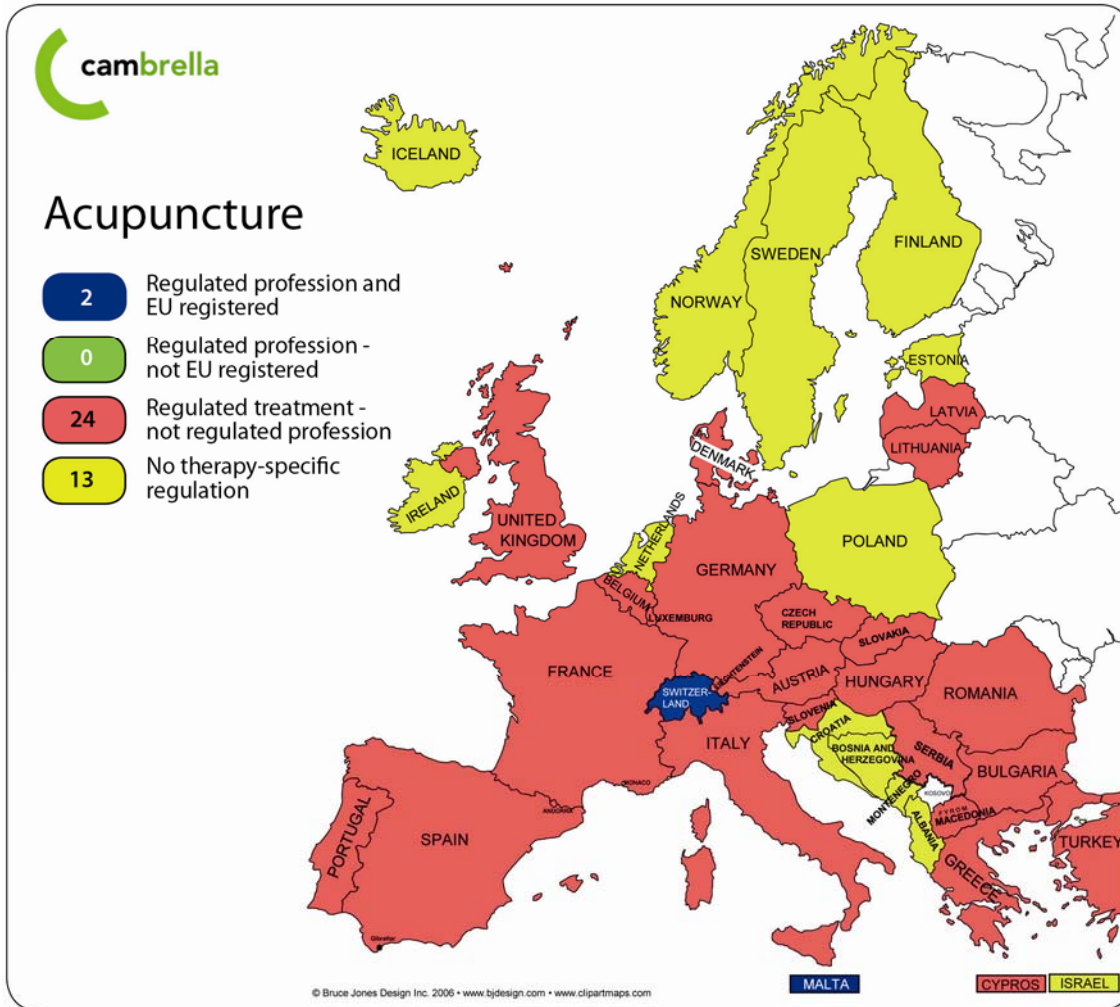 cambrella
Acupuncture
2
Regulated profession and
EU registered
0
Regulated profession -
not EU registered
24
Regulated treatment -
not regulated profession
13
No therapy-specific
regulation
ICELAND
NORWAY
SWEDEN
FINLAND
ESTONIA
LATVIA
LITHUANIA
DENMARK
IRELAND
UNITED
KINGDOM
NETHERLANDS
BELGIUM
LUXEMBURG
GERMANY
POLAND
CZECH
REPUBLIC
SLOVAKIA
FRANCE
SWITZER-
LAND
LIECHTENSTEIN
AUSTRIA
HUNGARY
ROMANIA
SLOVENIA
CROATIA
ITALY
BOSNIA AND
HERZEGOVINA
SERBIA
BULGARIA
MONTENEGRO
KOSOVO
FYROM
MACEDONIA
ALBANIA
GREECE
TURKEY
MONACO
ANDORRA
PORTUGAL
SPAIN
Gibraltar
MALTA
CYPROS
ISRAEL
© Bruce Jones Design Inc. 2006 • www.bjdesign.com • www.clipartmaps.com